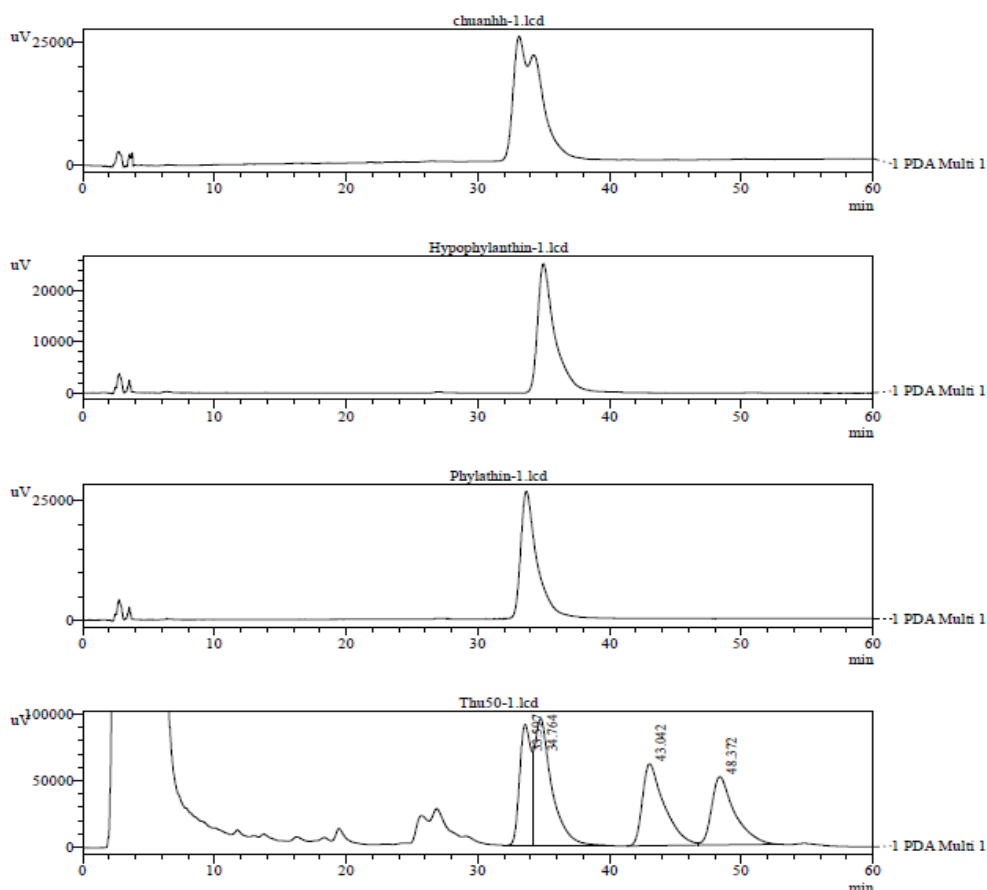 chuanhh-1.lcd
uV
25000
0
1 PDA Multi 1
0 10 20 30 40 50 60
min
Hypophylanthin-1.lcd
uV
20000
10000
0
1 PDA Multi 1
0 10 20 30 40 50 60
min
Phylathin-1.lcd
uV
25000
0
1 PDA Multi 1
0 10 20 30 40 50 60
min
Thu50-1.lcd
uV
100000
34.764
43.042
48.372
50000
0
1 PDA Multi 1
0 10 20 30 40 50 60
min